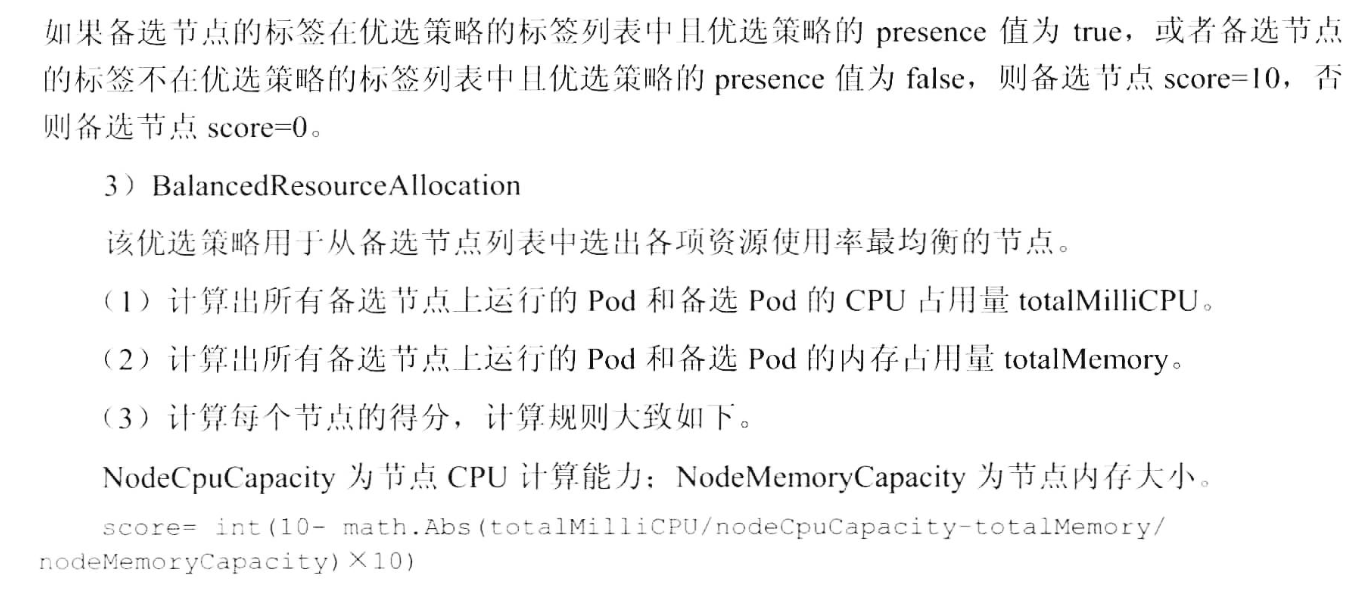 如果备选节点的标签在优选策略的标签列表中且优选策略的 presence 值为 true，或者备选节点
的标签不在优选策略的标签列表中且优选策略的 presence 值为 false，则备选节点 score=10，否
则备选节点 score=0。
3）BalancedResourceAllocation
该优选策略用于从备选节点列表中选出各项资源使用率最均衡的节点。
（1）计算出所有备选节点上运行的 Pod 和备选 Pod 的 CPU 占用量 totalMilliCPU。
（2）计算出所有备选节点上运行的 Pod 和备选 Pod 的内存占用量 totalMemory。
（3）计算每个节点的得分，计算规则大致如下。
NodeCpuCapacity 为节点 CPU 计算能力；NodeMemoryCapacity 为节点内存大小。
score= int(10- math.Abs(totalMilliCPU/nodeCpuCapacity-totalMemory/
nodeMemoryCapacity)×10)